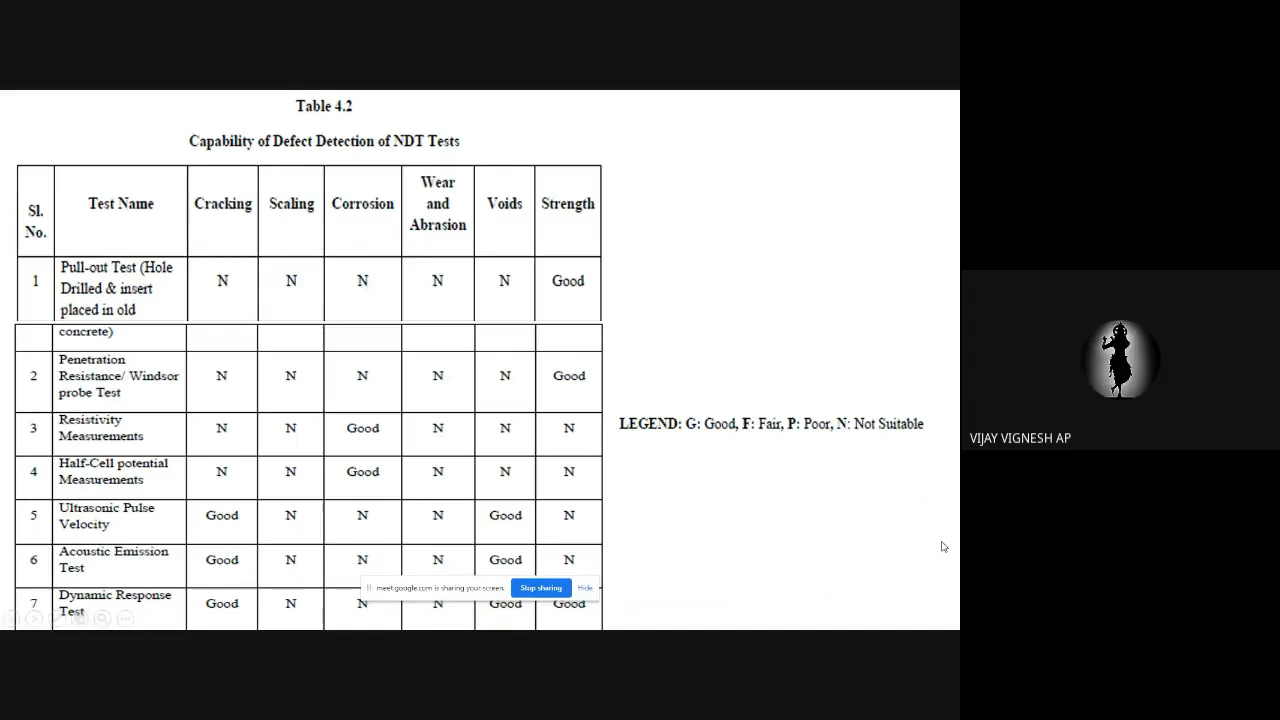 Table 4.2
Capability of Defect Detection of NDT Tests
Sl. No. Test Name Cracking Scaling Corrosion Wear and Abrasion Voids Strength
1 Pull-out Test (Hole Drilled & insert placed in old N N N N N Good
concrete)
2 Penetration Resistance/ Windsor probe Test N N N N N Good
3 Resistivity Measurements N N Good N N N
4 Half-Cell potential Measurements N N Good N N N
5 Ultrasonic Pulse Velocity Good N N N Good N
6 Acoustic Emission Test Good N N N Good N
7 Dynamic Response Test Good N N N Good Good
LEGEND: G: Good, F: Fair, P: Poor, N: Not Suitable
meet.google.com is sharing your screen. Stop sharing Hide
VIJAY VIGNESH AP